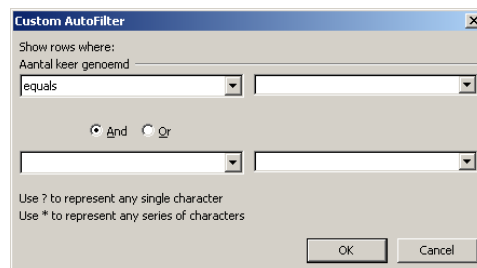 Custom AutoFilter
Show rows where:
Aantal keer genoemd
equals
And Or
Use ? to represent any single character
Use * to represent any series of characters
OK Cancel